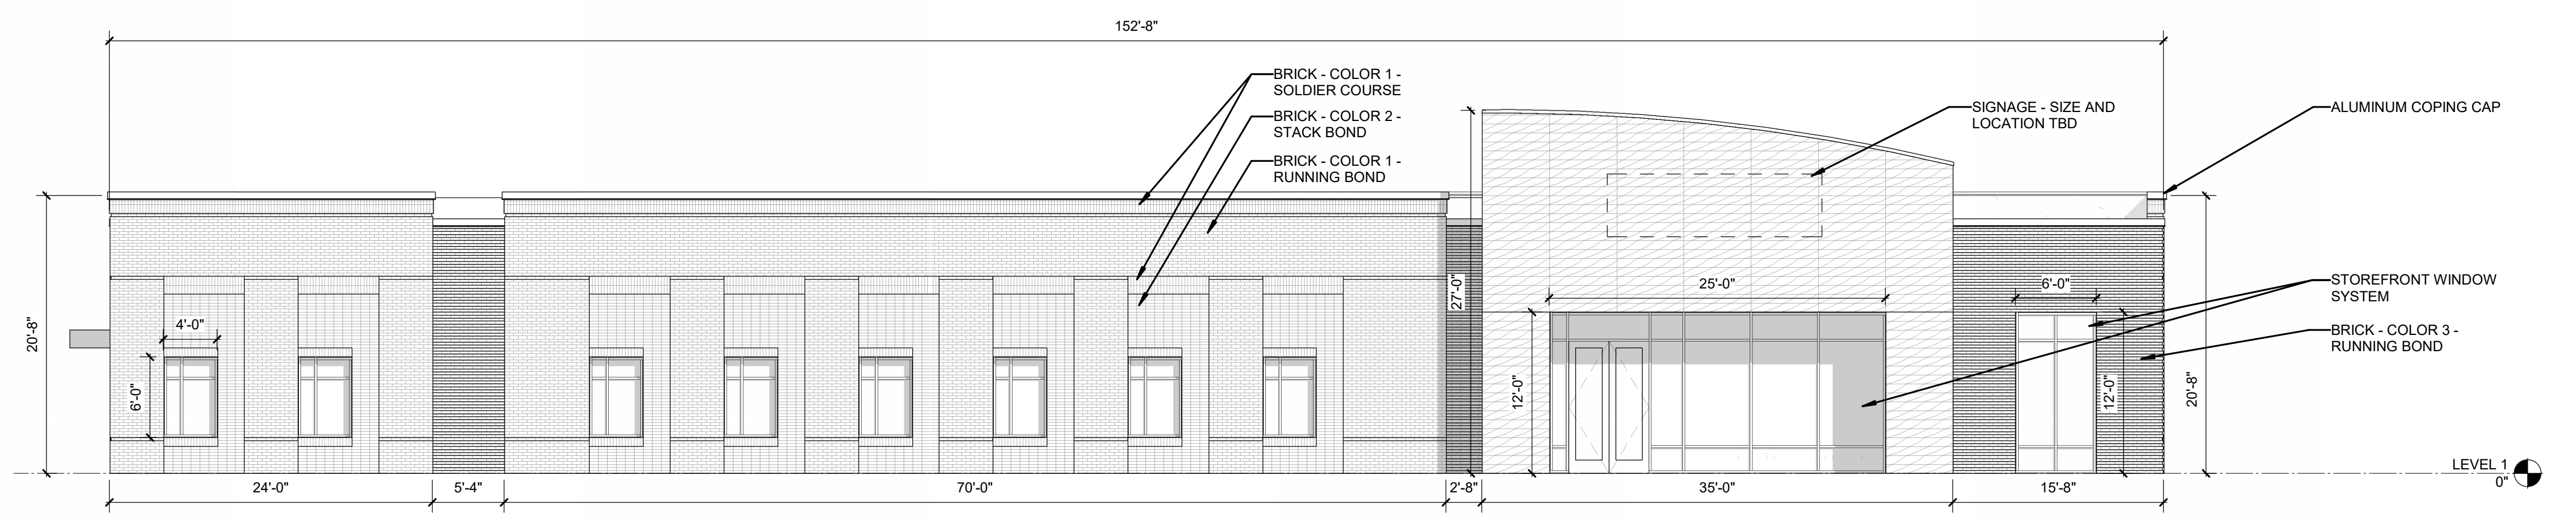 152'-8"
BRICK - COLOR 1 -
SOLDIER COURSE
BRICK - COLOR 2 -
STACK BOND
BRICK - COLOR 1 -
RUNNING BOND
SIGNAGE - SIZE AND
LOCATION TBD
ALUMINUM COPING CAP
STOREFRONT WINDOW
SYSTEM
BRICK - COLOR 3 -
RUNNING BOND
20'-8"
4'-0"
6'-0"
27'-0"
12'-0"
25'-0"
6'-0"
12'-0"
20'-8"
LEVEL 1
0"
24'-0"
5'-4"
70'-0"
2'-8"
35'-0"
15'-8"